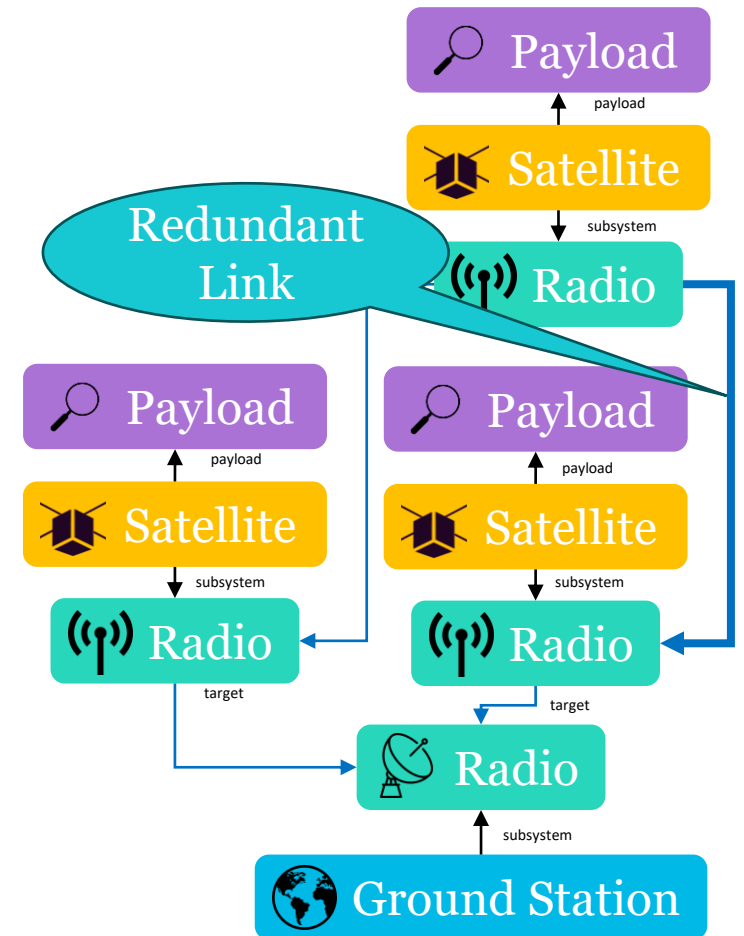 Payload
payload
Satellite
subsystem
Redundant
Link
Radio
Payload
payload
Satellite
subsystem
Radio
target
Payload
payload
Satellite
subsystem
Radio
target
Radio
subsystem
Ground Station